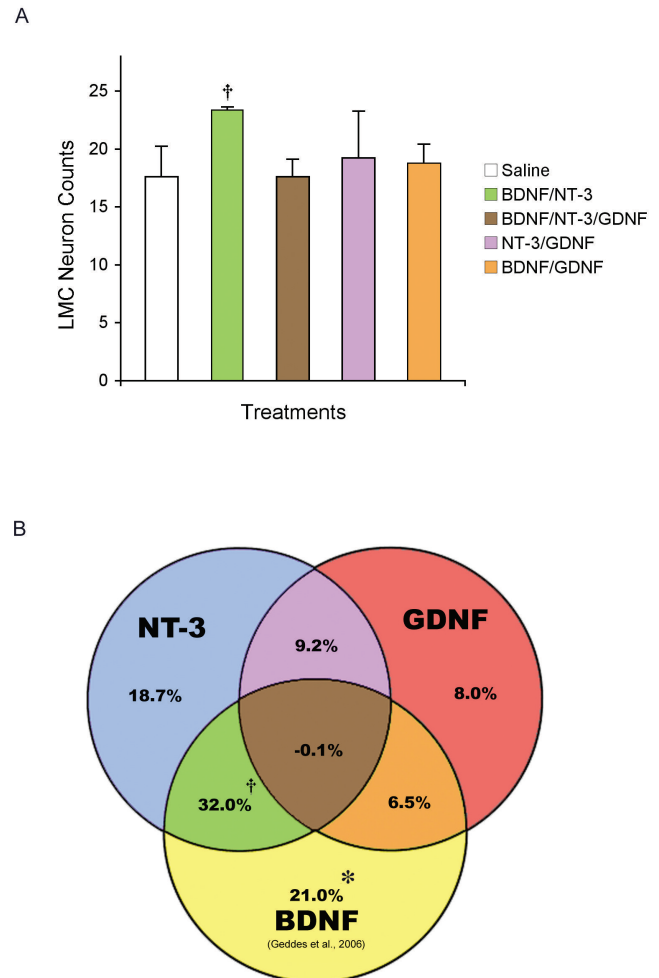 A
25
20
15
10
5
0
LMC Neuron Counts
Treatments
‡
Saline
BDNF/NT-3
BDNF/NT-3/GDNF
NT-3/GDNF
BDNF/GDNF
B
NT-3
GDNF
9.2%
18.7%
8.0%
-0.1%
32.0%†
6.5%
21.0%*
BDNF
(Geddes et al., 2006)